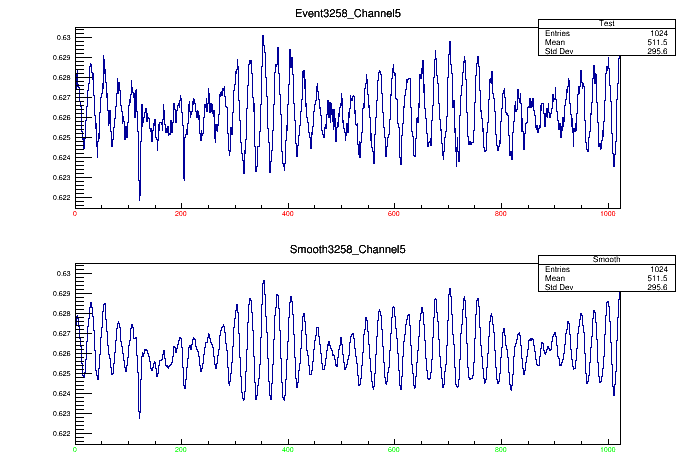 Event3258_Channel5
Test
Entries 1024
Mean 511.5
Std Dev 295.6
0.63
0.629
0.628
0.627
0.626
0.625
0.624
0.623
0.622
0 200 400 600 800 1000
Smooth3258_Channel5
Smooth
Entries 1024
Mean 511.5
Std Dev 295.6
0.63
0.629
0.628
0.627
0.626
0.625
0.624
0.623
0.622
0 200 400 600 800 1000